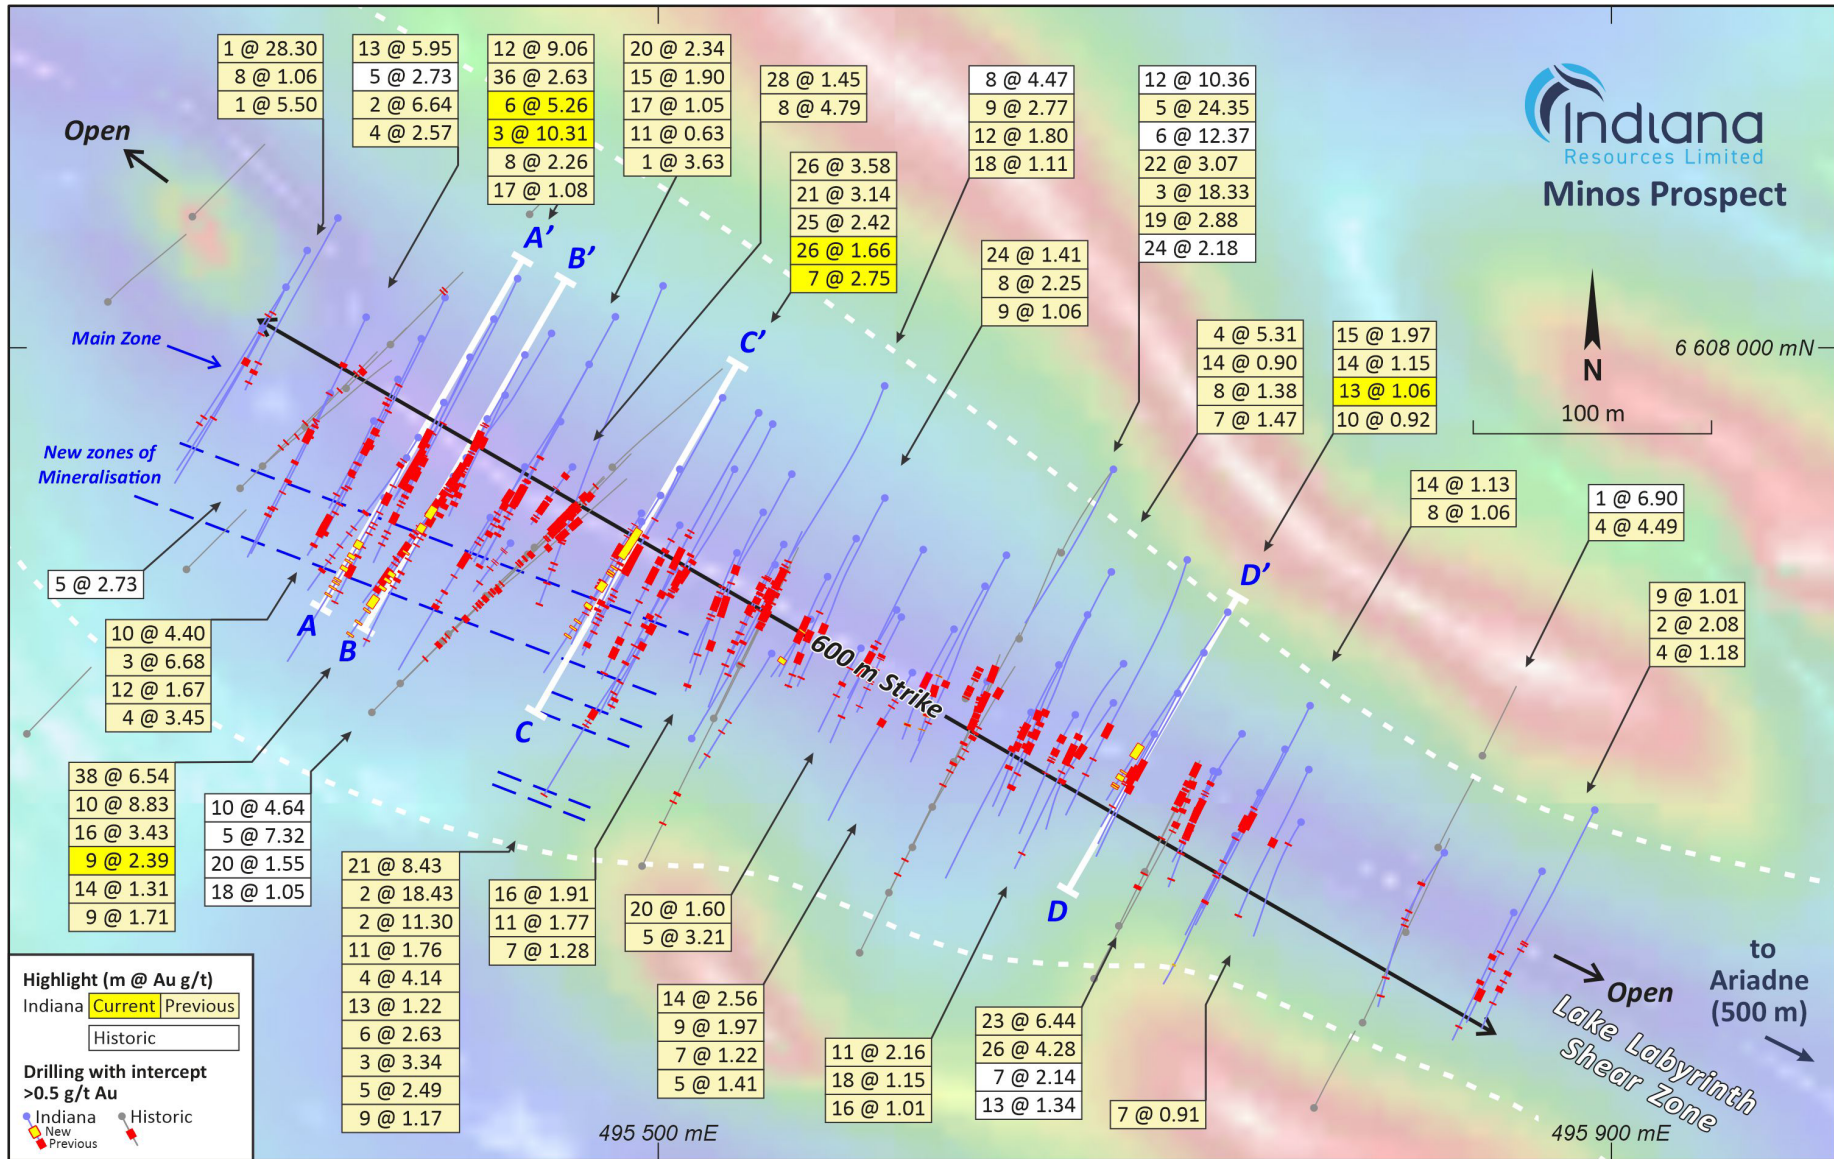 1 @ 28.30
8 @ 1.06
1 @ 5.50
13 @ 5.95
5 @ 2.73
2 @ 6.64
4 @ 2.57
12 @ 9.06
36 @ 2.63
6 @ 5.26
3 @ 10.31
8 @ 2.26
17 @ 1.08
20 @ 2.34
15 @ 1.90
17 @ 1.05
11 @ 0.63
1 @ 3.63
28 @ 1.45
8 @ 4.79
26 @ 3.58
21 @ 3.14
25 @ 2.42
26 @ 1.66
7 @ 2.75
8 @ 4.47
9 @ 2.77
12 @ 1.80
18 @ 1.11
12 @ 10.36
5 @ 24.35
6 @ 12.37
22 @ 3.07
3 @ 18.33
19 @ 2.88
24 @ 2.18
Indiana
Resources Limited
Minos Prospect
Open
A'
B'
C'
24 @ 1.41
8 @ 2.25
9 @ 1.06
4 @ 5.31
14 @ 0.90
8 @ 1.38
7 @ 1.47
15 @ 1.97
14 @ 1.15
13 @ 1.06
10 @ 0.92
N
6 608 000 mN
100 m
Main Zone
New zones of
Mineralisation
14 @ 1.13
8 @ 1.06
1 @ 6.90
4 @ 4.49
9 @ 1.01
2 @ 2.08
4 @ 1.18
D'
5 @ 2.73
A
B
C
D
600 m Strike
10 @ 4.40
3 @ 6.68
12 @ 1.67
4 @ 3.45
38 @ 6.54
10 @ 8.83
16 @ 3.43
9 @ 2.39
14 @ 1.31
9 @ 1.71
10 @ 4.64
5 @ 7.32
20 @ 1.55
18 @ 1.05
21 @ 8.43
2 @ 18.43
2 @ 11.30
11 @ 1.76
4 @ 4.14
13 @ 1.22
6 @ 2.63
3 @ 3.34
5 @ 2.49
9 @ 1.17
16 @ 1.91
11 @ 1.77
7 @ 1.28
20 @ 1.60
5 @ 3.21
14 @ 2.56
9 @ 1.97
7 @ 1.22
5 @ 1.41
11 @ 2.16
18 @ 1.15
16 @ 1.01
23 @ 6.44
26 @ 4.28
7 @ 2.14
13 @ 1.34
7 @ 0.91
Open
to
Ariadne
(500 m)
Lake Labyrinth
Shear Zone
495 500 mE
495 900 mE
Highlight (m @ Au g/t)
Indiana Current Previous
Historic
Drilling with intercept
>0.5 g/t Au
Indiana Historic
New
Previous